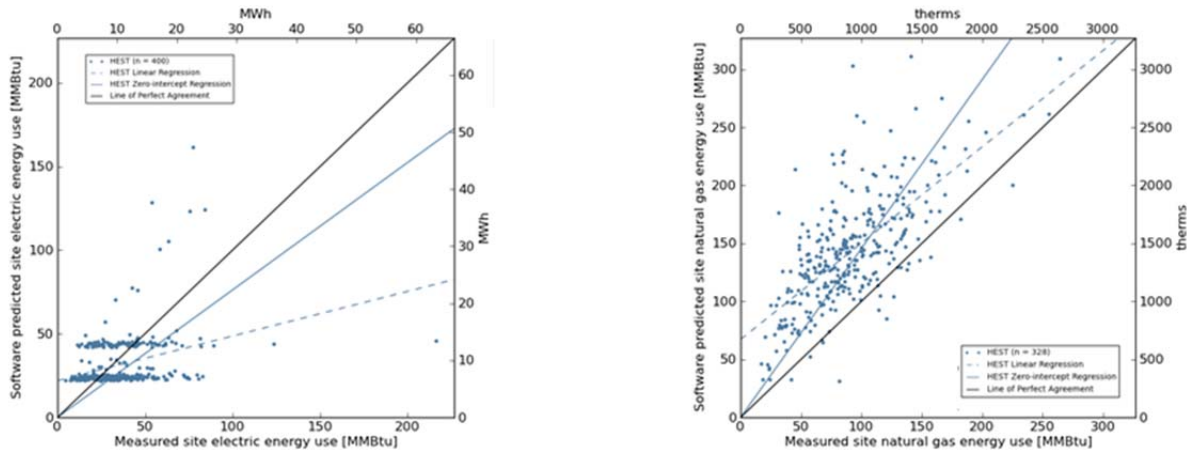 MWh
0 10 20 30 40 50 60
Software predicted site electric energy use [MMBtu]
200
150
100
50
0
HEST (n = 400)
HEST Linear Regression
HEST Zero-intercept Regression
Line of Perfect Agreement
60
50
40
30
20
10
0
MWh
0 50 100 150 200
Measured site electric energy use [MMBtu]
therms
0 500 1000 1500 2000 2500 3000
Software predicted site natural gas energy use [MMBtu]
300
250
200
150
100
50
0
3000
2500
2000
1500
1000
500
0
therms
HEST (n = 328)
HEST Linear Regression
HEST Zero-intercept Regression
Line of Perfect Agreement
0 50 100 150 200 250 300
Measured site natural gas energy use [MMBtu]